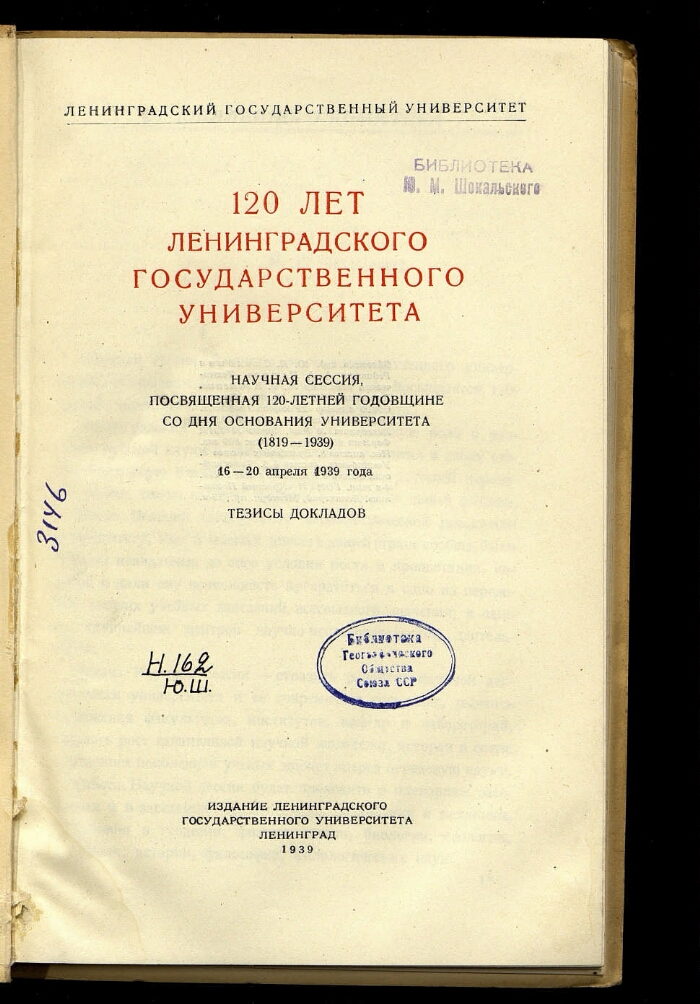 ЛЕНИНГРАДСКИЙ ГОСУДАРСТВЕННЫЙ УНИВЕРСИТЕТ
БИБЛИОТЕКА
Ю. М. Шокальского
120 ЛЕТ
ЛЕНИНГРАДСКОГО
ГОСУДАРСТВЕННОГО
УНИВЕРСИТЕТА
НАУЧНАЯ СЕССИЯ,
ПОСВЯЩЕННАЯ 120-ЛЕТНЕЙ ГОДОВЩИНЕ
СО ДНЯ ОСНОВАНИЯ УНИВЕРСИТЕТА
(1819—1939)
16—20 апреля 1939 года
ТЕЗИСЫ ДОКЛАДОВ
3146
Н.162
Ю.Ш.
Библиотека
Географического
Общества
Союза ССР
ИЗДАНИЕ ЛЕНИНГРАДСКОГО
ГОСУДАРСТВЕННОГО УНИВЕРСИТЕТА
ЛЕНИНГРАД
1939